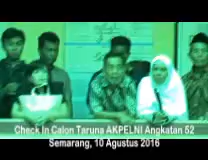 Check In Calon Taruna AKPELNI Angkatan 52
Semarang, 10 Agustus 2016